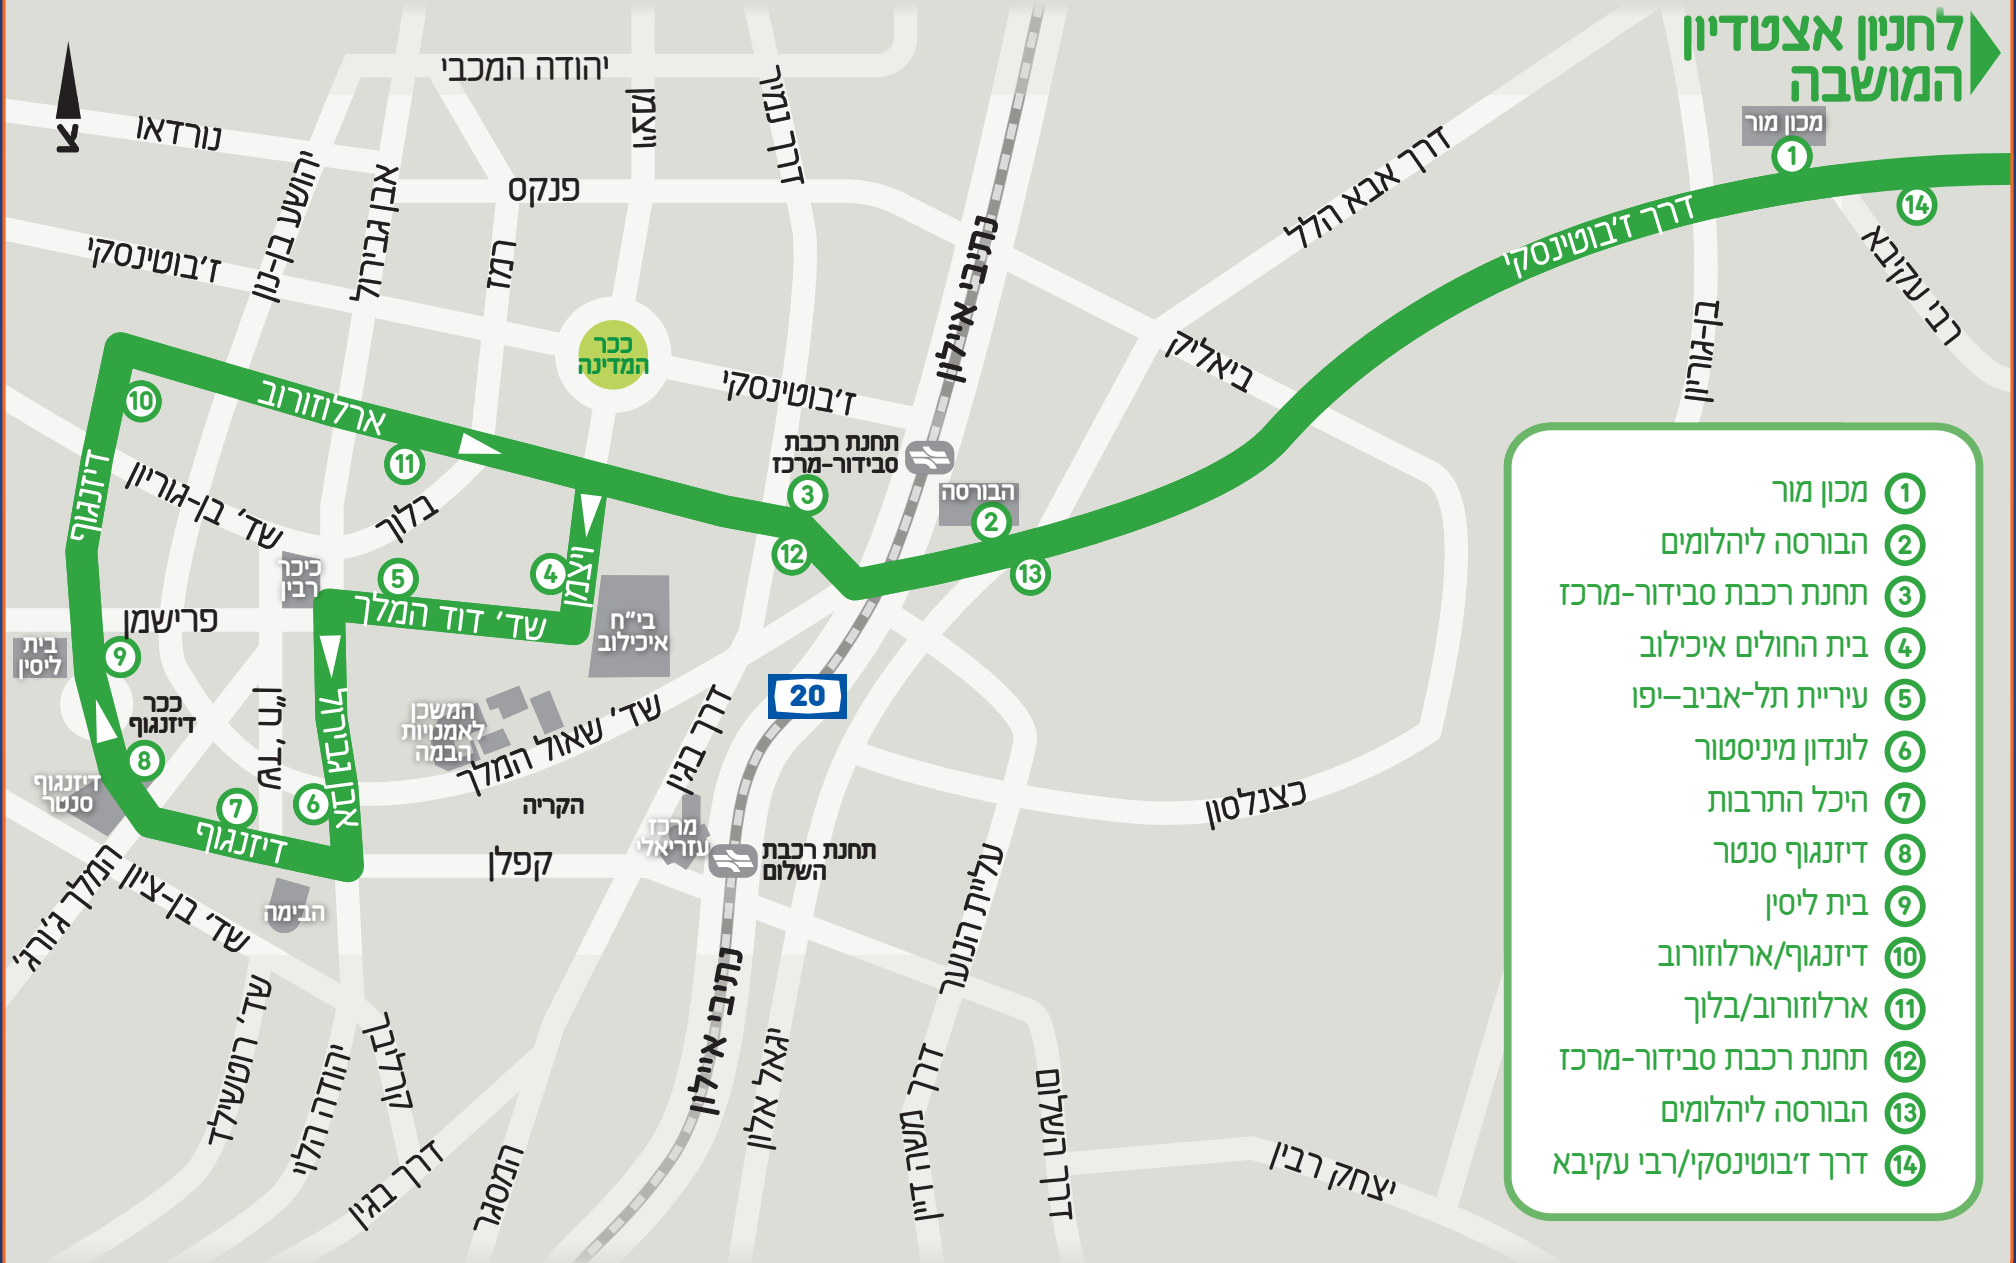 לחניון אצטדיון
המושבה
מכון מור
1
14
דרך ז'בוטינסקי
רבי עקיבא
בן-גוריון
דרך אבא הלל
ביאליק
יהודה המכבי
ויצמן
דרך נמיר
נורדאו
צ
יהושע בן-נון
אבן גבירול
פנקס
רמז
ז'בוטינסקי
נתיבי איילון
ככר
המדינה
ז'בוטינסקי
תחנת רכבת
סבידור-מרכז
3
12
הבורסה
2
13
10
ארלוזורוב
11
דיזנגוף
שד' בן-גוריון
בלוך
כיכר
רבין
5
4
ויצמן
שד' דוד המלך
בי"ח
איכילוב
פרישמן
בית
ליסין
9
ככר
דיזנגוף
8
דיזנגוף
סנטר
שד' ח"ן
אבן גבירול
6
7
דיזנגוף
המשכן
לאמנויות
הבמה
שד' שאול המלך
דרך בגין
20
הקריה
מרכז
עזריאלי
תחנת רכבת
השלום
קפלן
כצנלסון
הבימה
המלך ג'ורג'
שד' בן-ציון
שד' רוטשילד
יהודה הלוי
קרליבך
דרך בגין
המסגר
נתיבי איילון
יגאל אלון
עליית הנוער
דרך משה דיין
דרך השלום
יצחק רבין
1 מכון מור
2 הבורסה ליהלומים
3 תחנת רכבת סבידור-מרכז
4 בית החולים איכילוב
5 עיריית תל-אביב–יפו
6 לונדון מיניסטור
7 היכל התרבות
8 דיזנגוף סנטר
9 בית ליסין
10 דיזנגוף/ארלוזורוב
11 ארלוזורוב/בלוך
12 תחנת רכבת סבידור-מרכז
13 הבורסה ליהלומים
14 דרך ז'בוטינסקי/רבי עקיבא